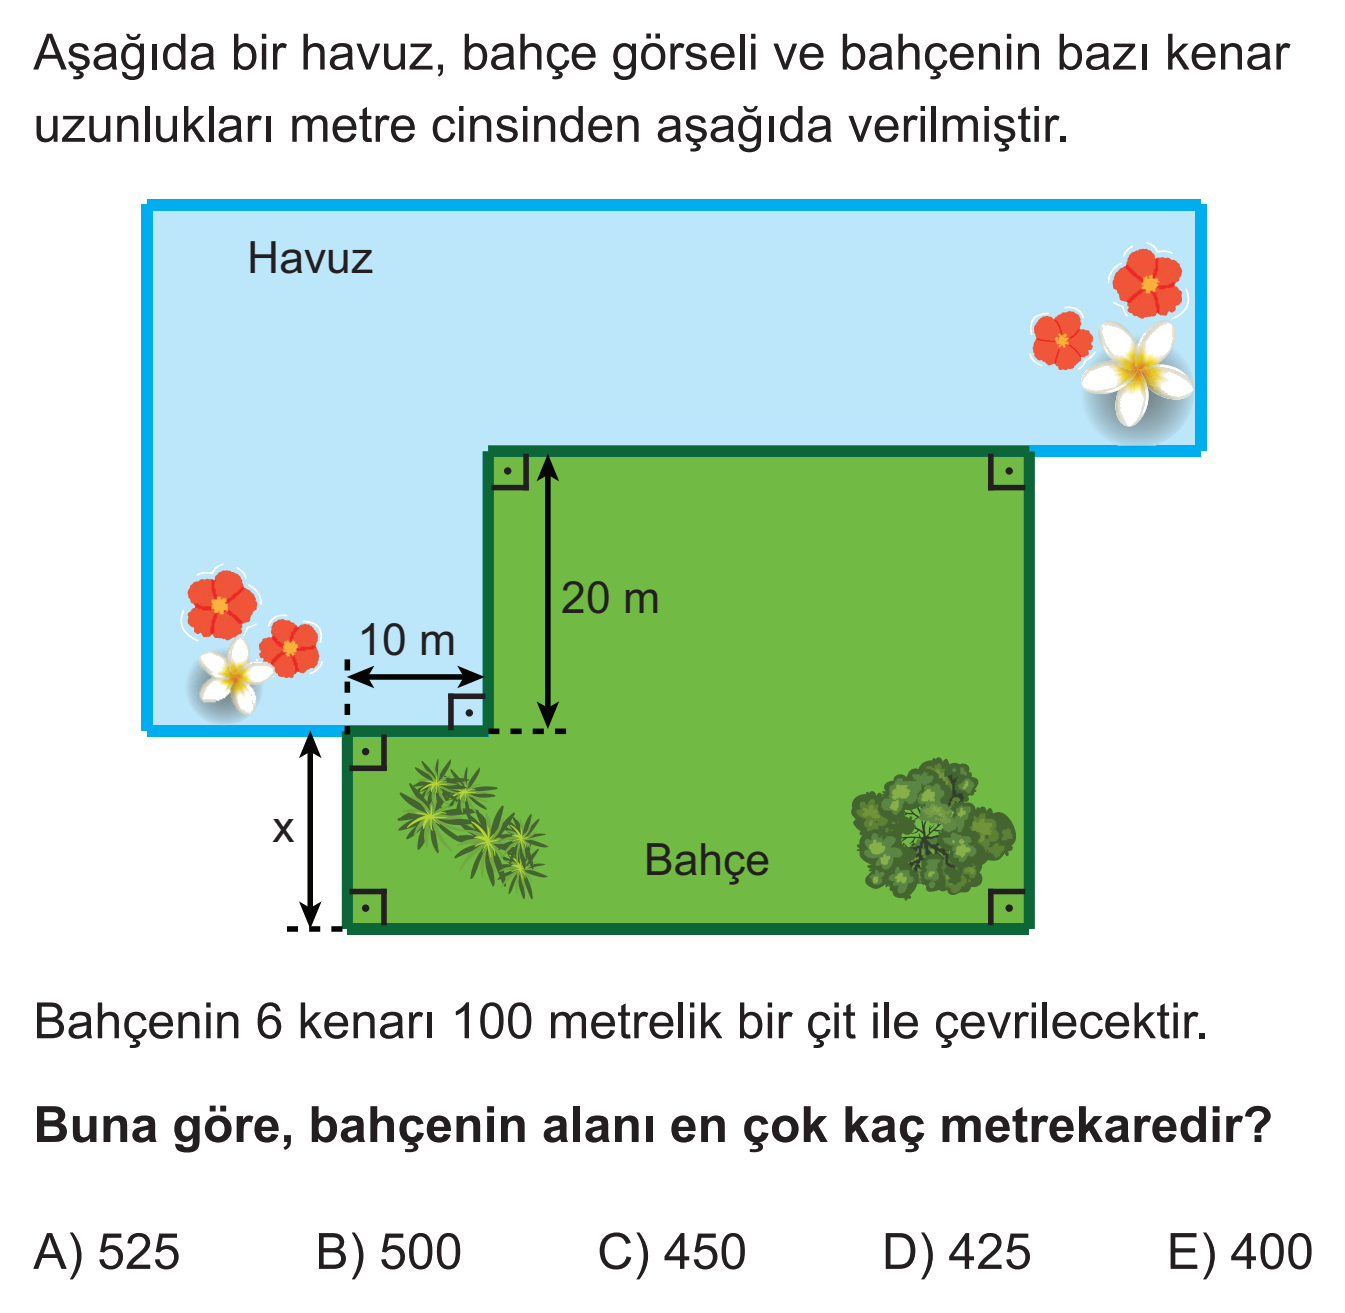 Aşağıda bir havuz, bahçe görseli ve bahçenin bazı kenar
uzunlukları metre cinsinden aşağıda verilmiştir.
Havuz
20 m
10 m
x
Bahçe
Bahçenin 6 kenarı 100 metrelik bir çit ile çevrilecektir.
Buna göre, bahçenin alanı en çok kaç metrekaredir?
A) 525 B) 500 C) 450 D) 425 E) 400